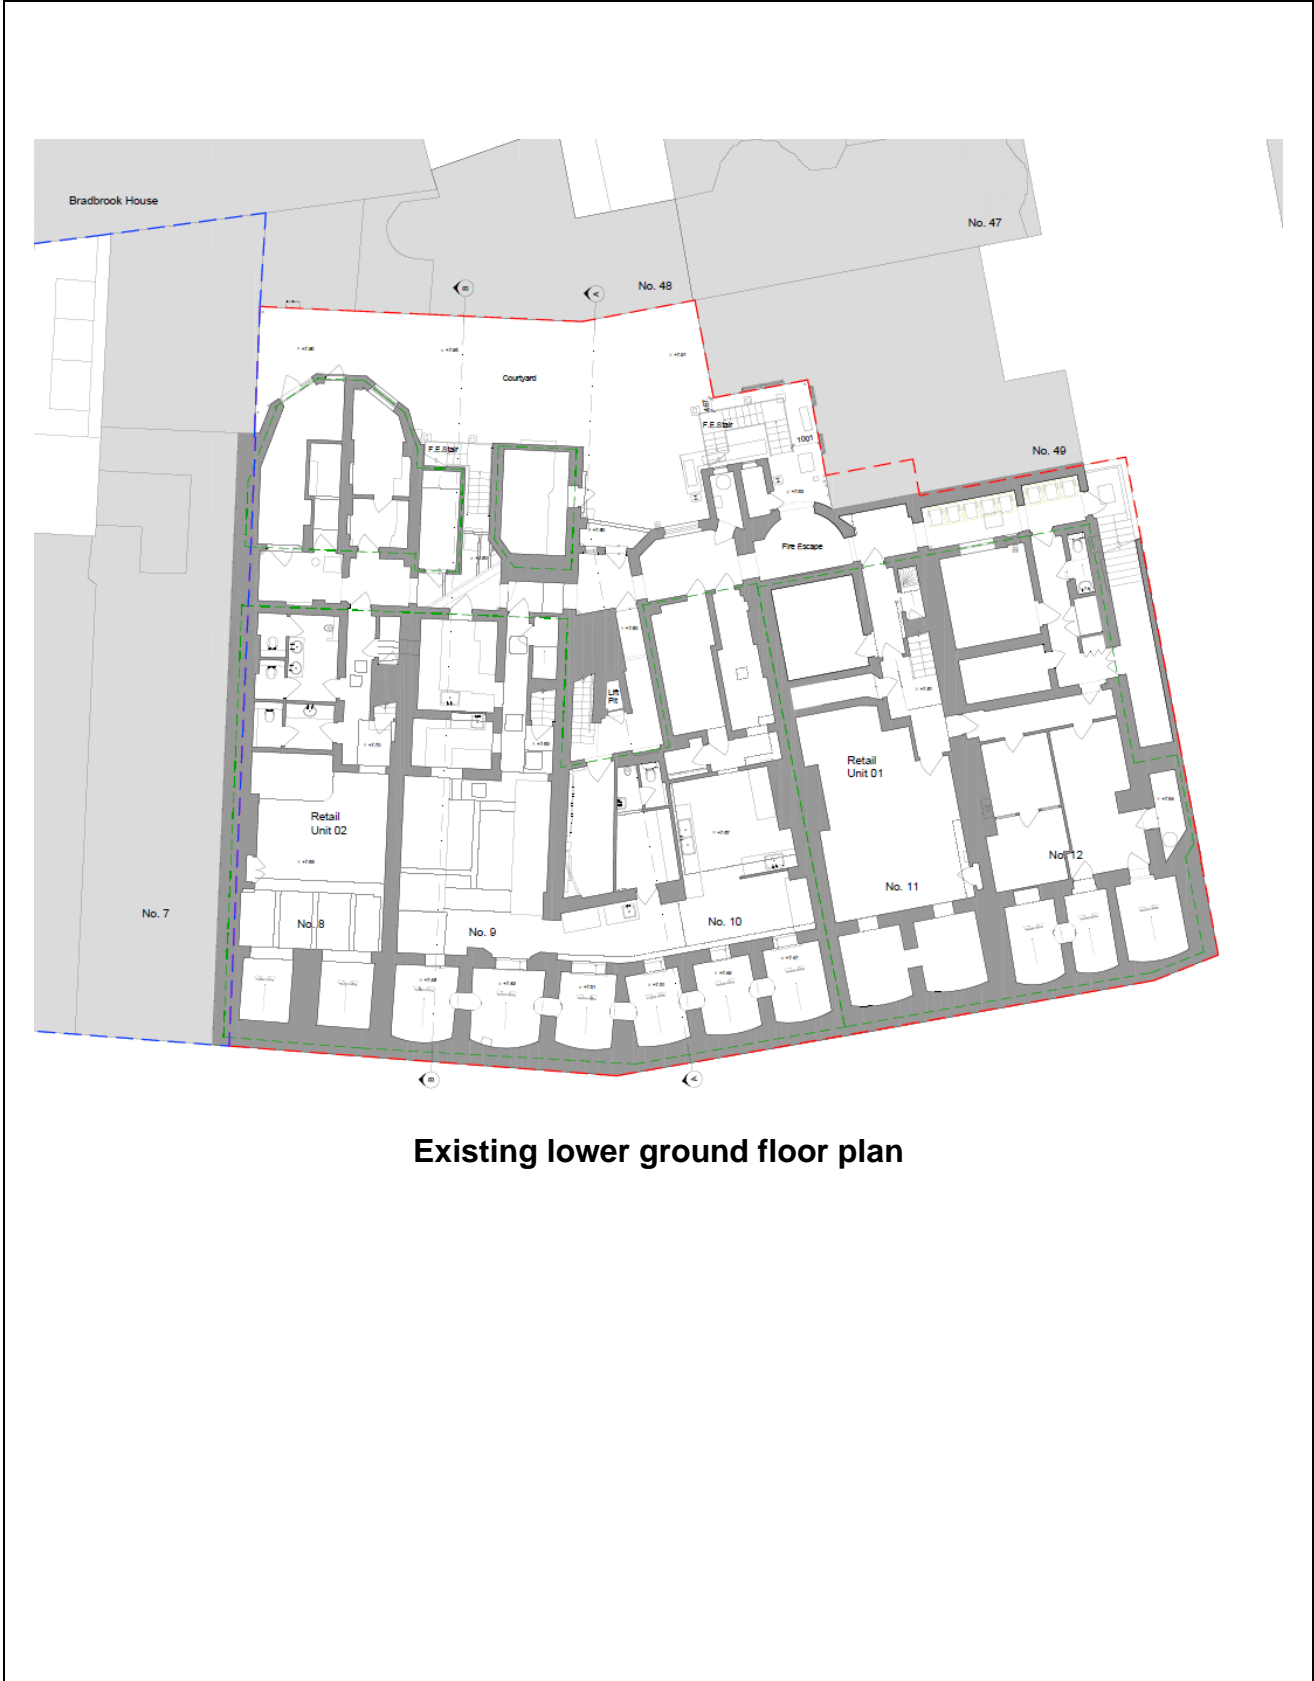 Bradbrook House
No. 47
No. 48
Courtyard
F.E.Stair
F.E.Stair
1001
No. 49
Fire Escape
Lift
Pit
Retail
Unit 01
Retail
Unit 02
No. 12
No. 11
No. 7
No. 8
No. 9
No. 10
B
A
B
A
Existing lower ground floor plan